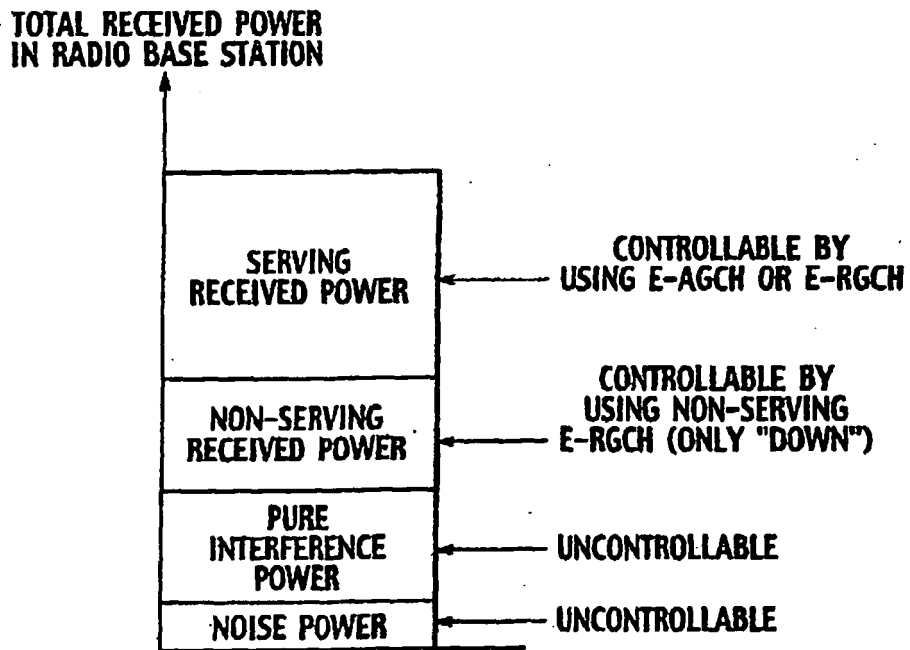 TOTAL RECEIVED POWER
IN RADIO BASE STATION
SERVING
RECEIVED POWER
CONTROLLABLE BY
USING E-AGCH OR E-RGCH
NON-SERVING
RECEIVED POWER
CONTROLLABLE BY
USING NON-SERVING
E-RGCH (ONLY "DOWN")
PURE
INTERFERENCE
POWER
UNCONTROLLABLE
NOISE POWER
UNCONTROLLABLE